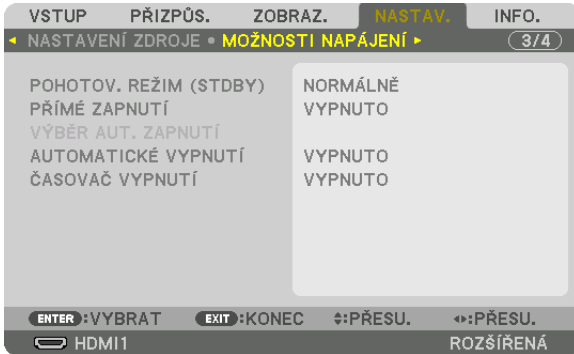 VSTUP PŘIZPŮS. ZOBRAZ. NASTAV. INFO.
NASTAVENÍ ZDROJE • MOŽNOSTI NAPÁJENÍ 3/4
POHOTOV. REŽIM (STDBY) NORMÁLNĚ
PŘÍMÉ ZAPNUTÍ VYPNUTO
VÝBĚR AUT. ZAPNUTÍ
AUTOMATICKÉ VYPNUTÍ VYPNUTO
ČASOVAČ VYPNUTÍ VYPNUTO
ENTER :VYBRAT EXIT :KONEC :PŘESU. :PŘESU.
HDMI1 ROZŠÍŘENÁ